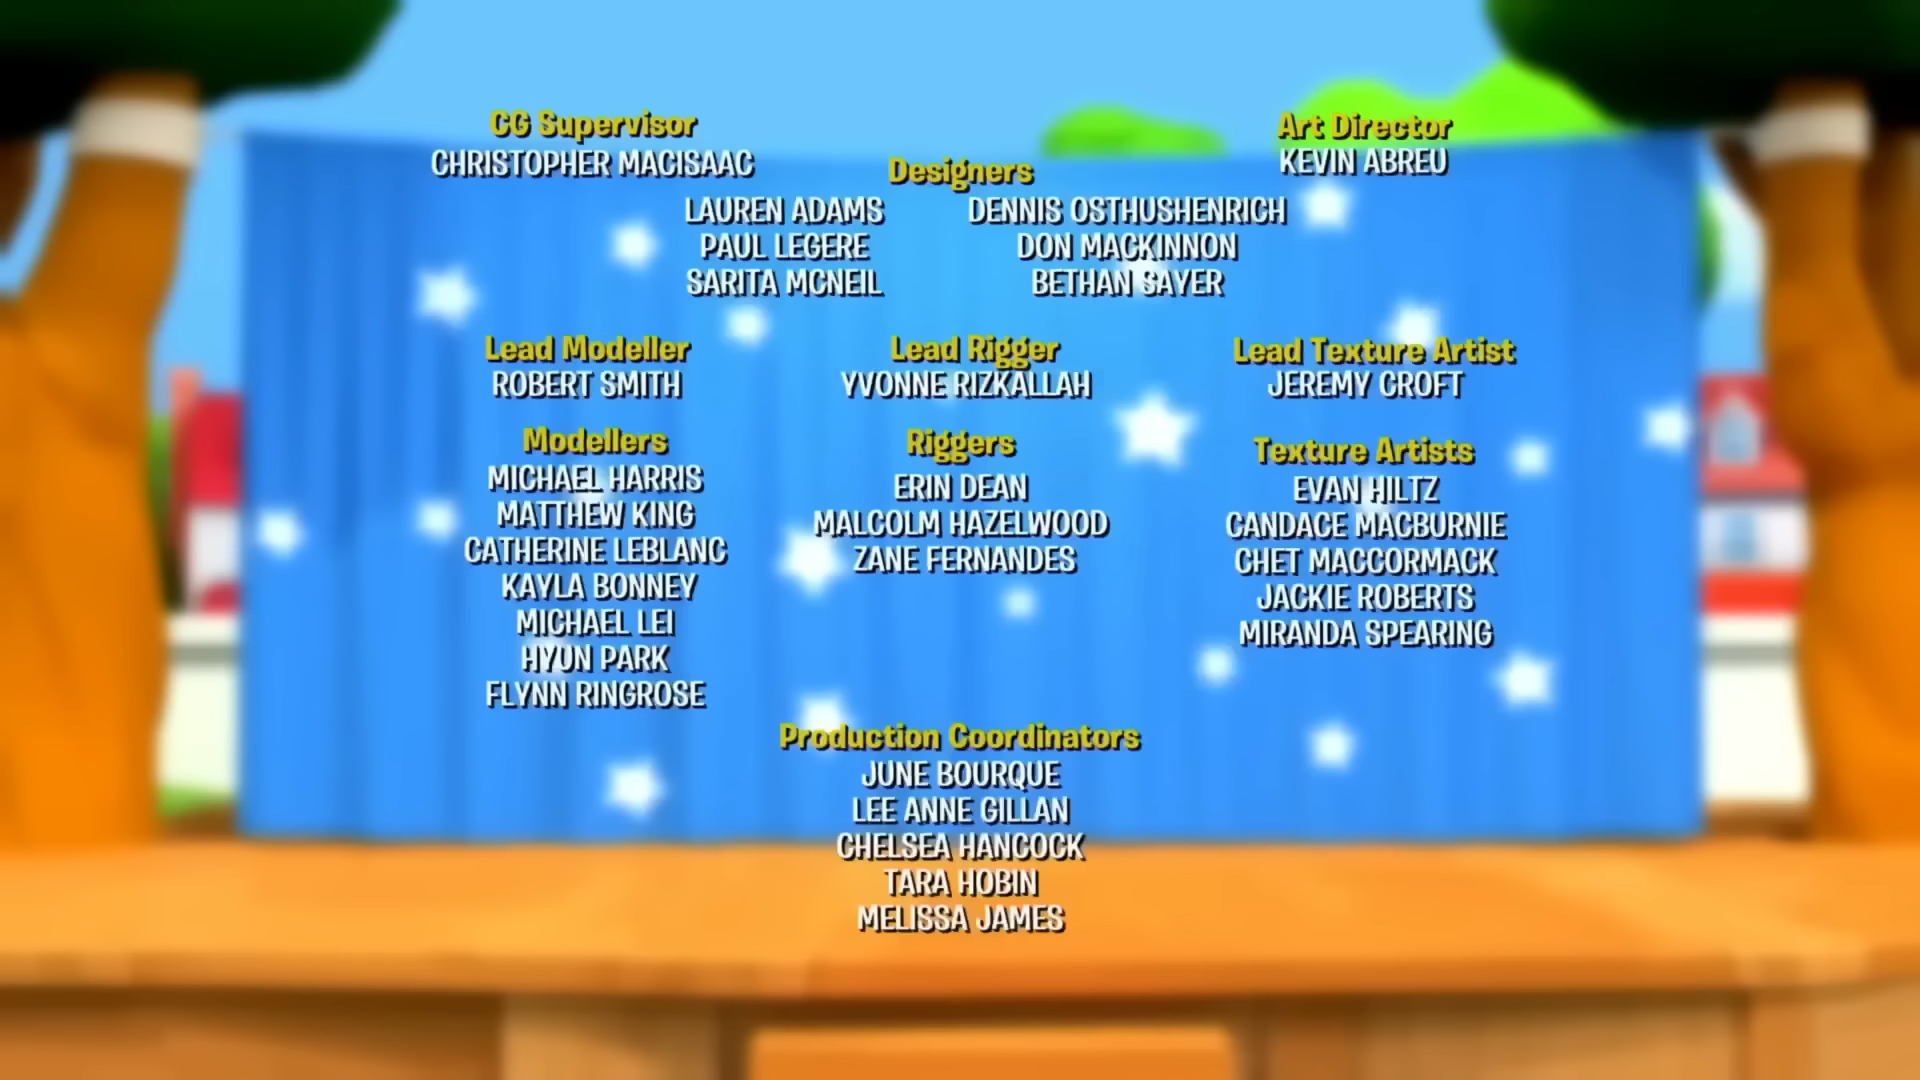 CG Supervisor
CHRISTOPHER MACISAAC
Art Director
KEVIN ABREU
Designers
LAUREN ADAMS
PAUL LEGERE
SARITA MCNEIL
DENNIS OSTHUSHENRICH
DON MACKINNON
BETHAN SAYER
Lead Modeller
ROBERT SMITH
Lead Rigger
YVONNE RIZKALLAH
Lead Texture Artist
JEREMY CROFT
Modellers
MICHAEL HARRIS
MATTHEW KING
CATHERINE LEBLANC
KAYLA BONNEY
MICHAEL LEI
HYUN PARK
FLYNN RINGROSE
Riggers
ERIN DEAN
MALCOLM HAZELWOOD
ZANE FERNANDES
Texture Artists
EVAN HILTZ
CANDACE MACBURNIE
CHET MACCORMACK
JACKIE ROBERTS
MIRANDA SPEARING
Production Coordinators
JUNE BOURQUE
LEE ANNE GILLAN
CHELSEA HANCOCK
TARA HOBIN
MELISSA JAMES